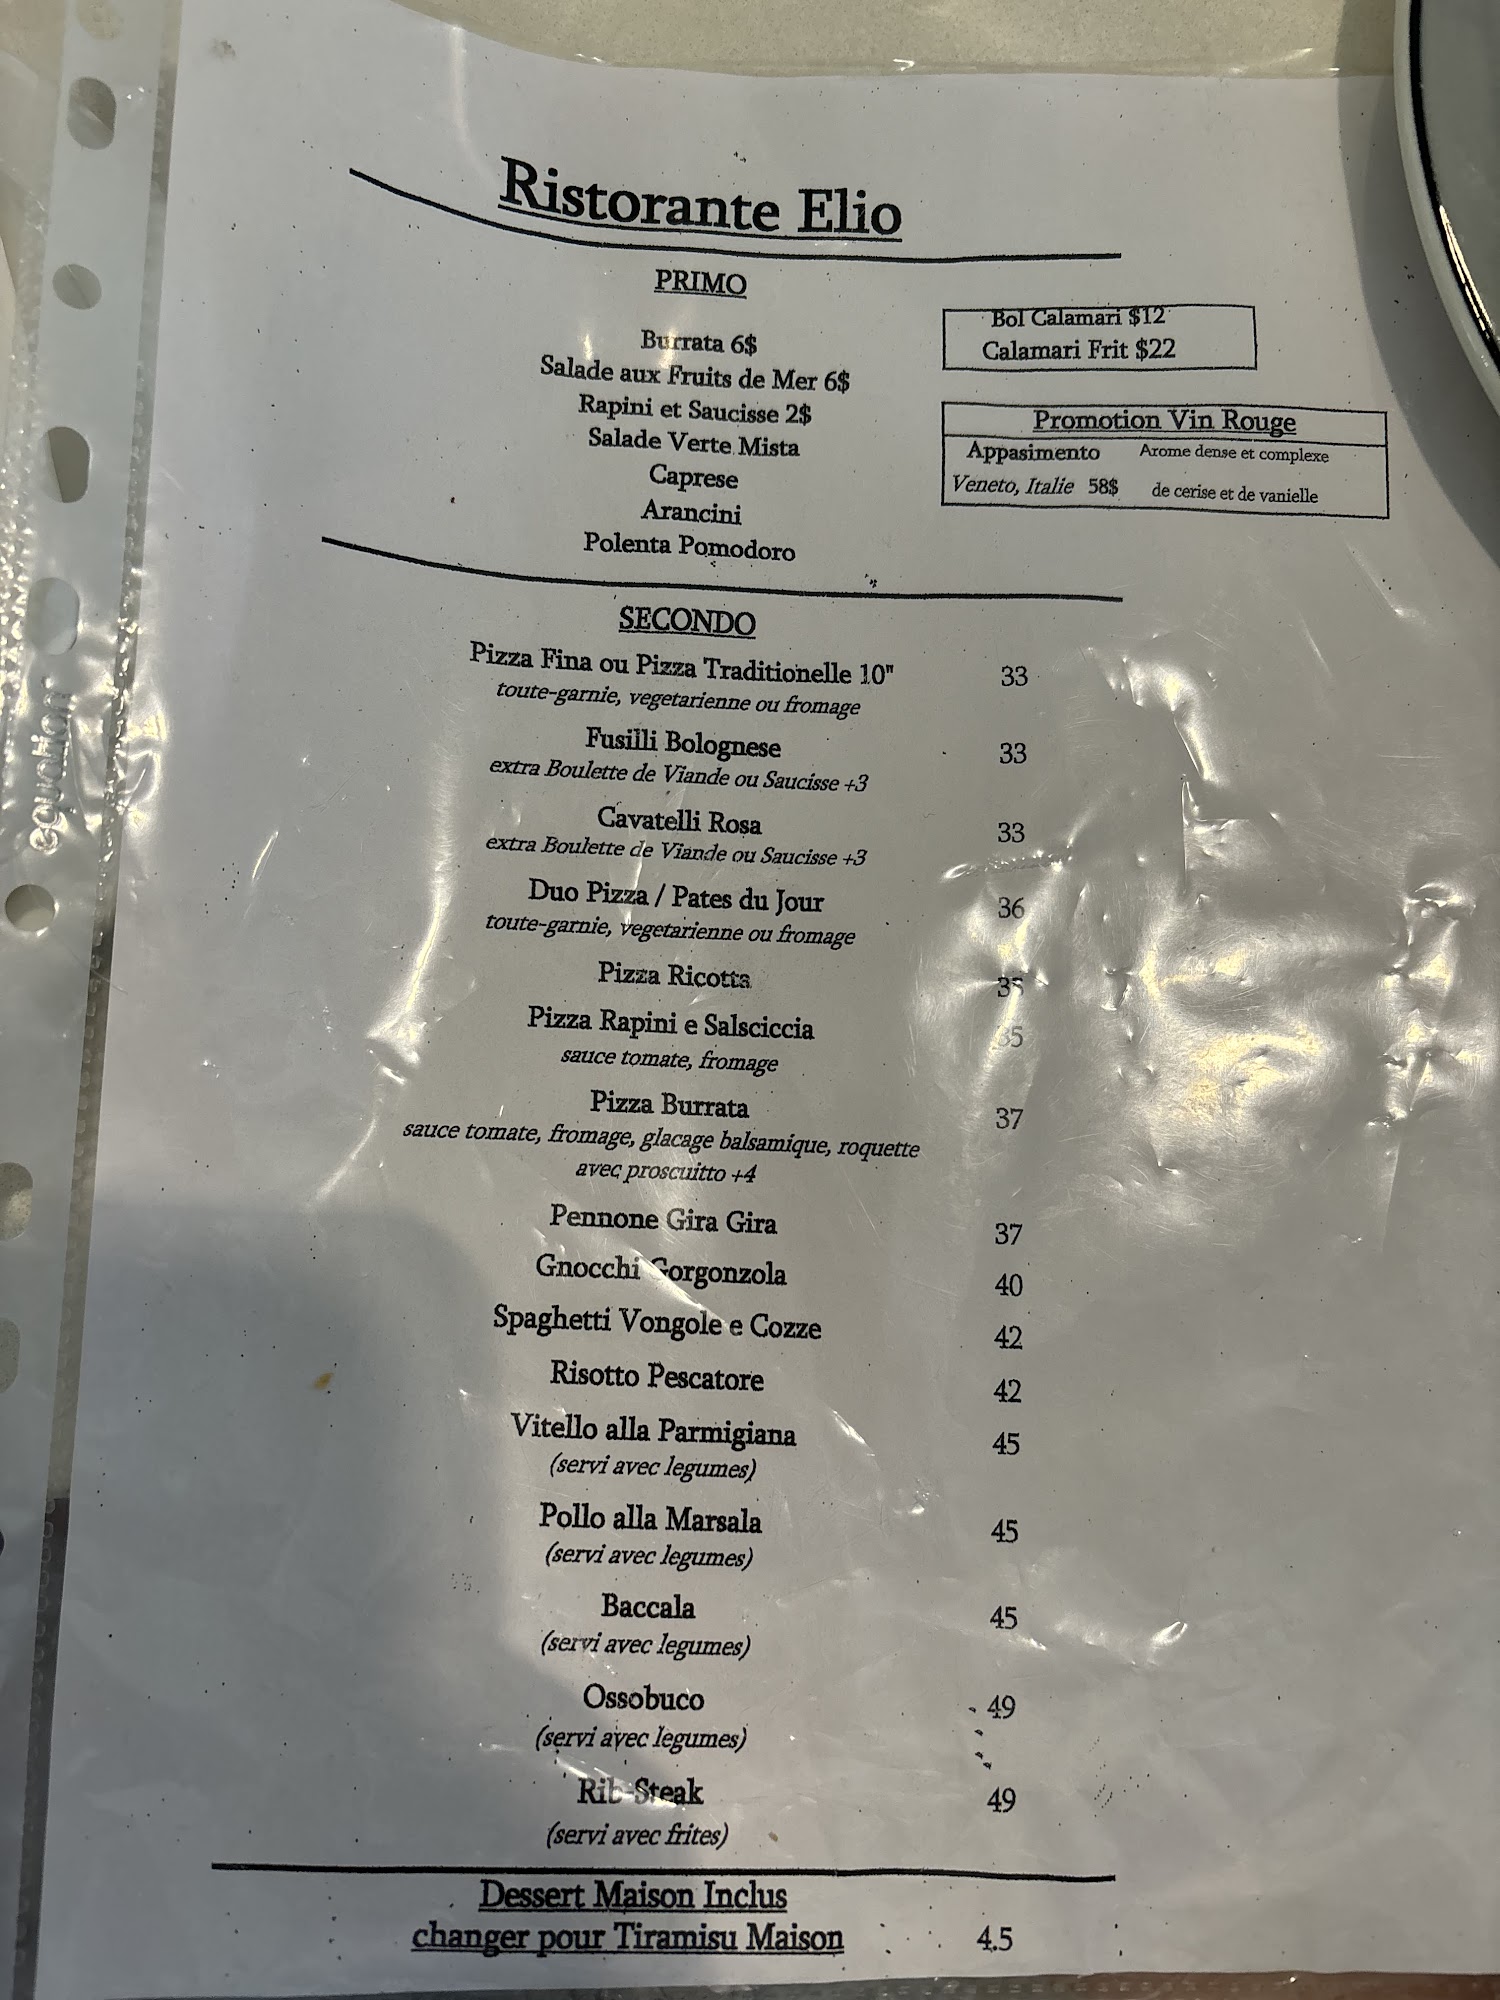 Ristorante Elio
PRIMO
Burrata 6$
Salade aux Fruits de Mer 6$
Rapini et Saucisse 2$
Salade Verte Mista
Caprese
Arancini
Polenta Pomodoro
Bol Calamari $12
Calamari Frit $22
Promotion Vin Rouge
Appasimento Arome dense et complexe
Veneto, Italie 58$ de cerise et de vanielle
SECONDO
Pizza Fina ou Pizza Traditionelle 10" 33
toute-garnie, vegetarienne ou fromage
Fusilli Bolognese 33
extra Boulette de Viande ou Saucisse +3
Cavatelli Rosa 33
extra Boulette de Viande ou Saucisse +3
Duo Pizza / Pates du Jour 36
toute-garnie, vegetarienne ou fromage
Pizza Ricotta 35
Pizza Rapini e Salsciccia 35
sauce tomate, fromage
Pizza Burrata 37
sauce tomate, fromage, glacage balsamique, roquette
avec proscuitto +4
Pennone Gira Gira 37
Gnocchi Gorgonzola 40
Spaghetti Vongole e Cozze 42
Risotto Pescatore 42
Vitello alla Parmigiana 45
(servi avec legumes)
Pollo alla Marsala 45
(servi avec legumes)
Baccala 45
(servi avec legumes)
Ossobuco 49
(servi avec legumes)
Rib-Steak 49
(servi avec frites)
Dessert Maison Inclus
changer pour Tiramisu Maison 4.5
equation